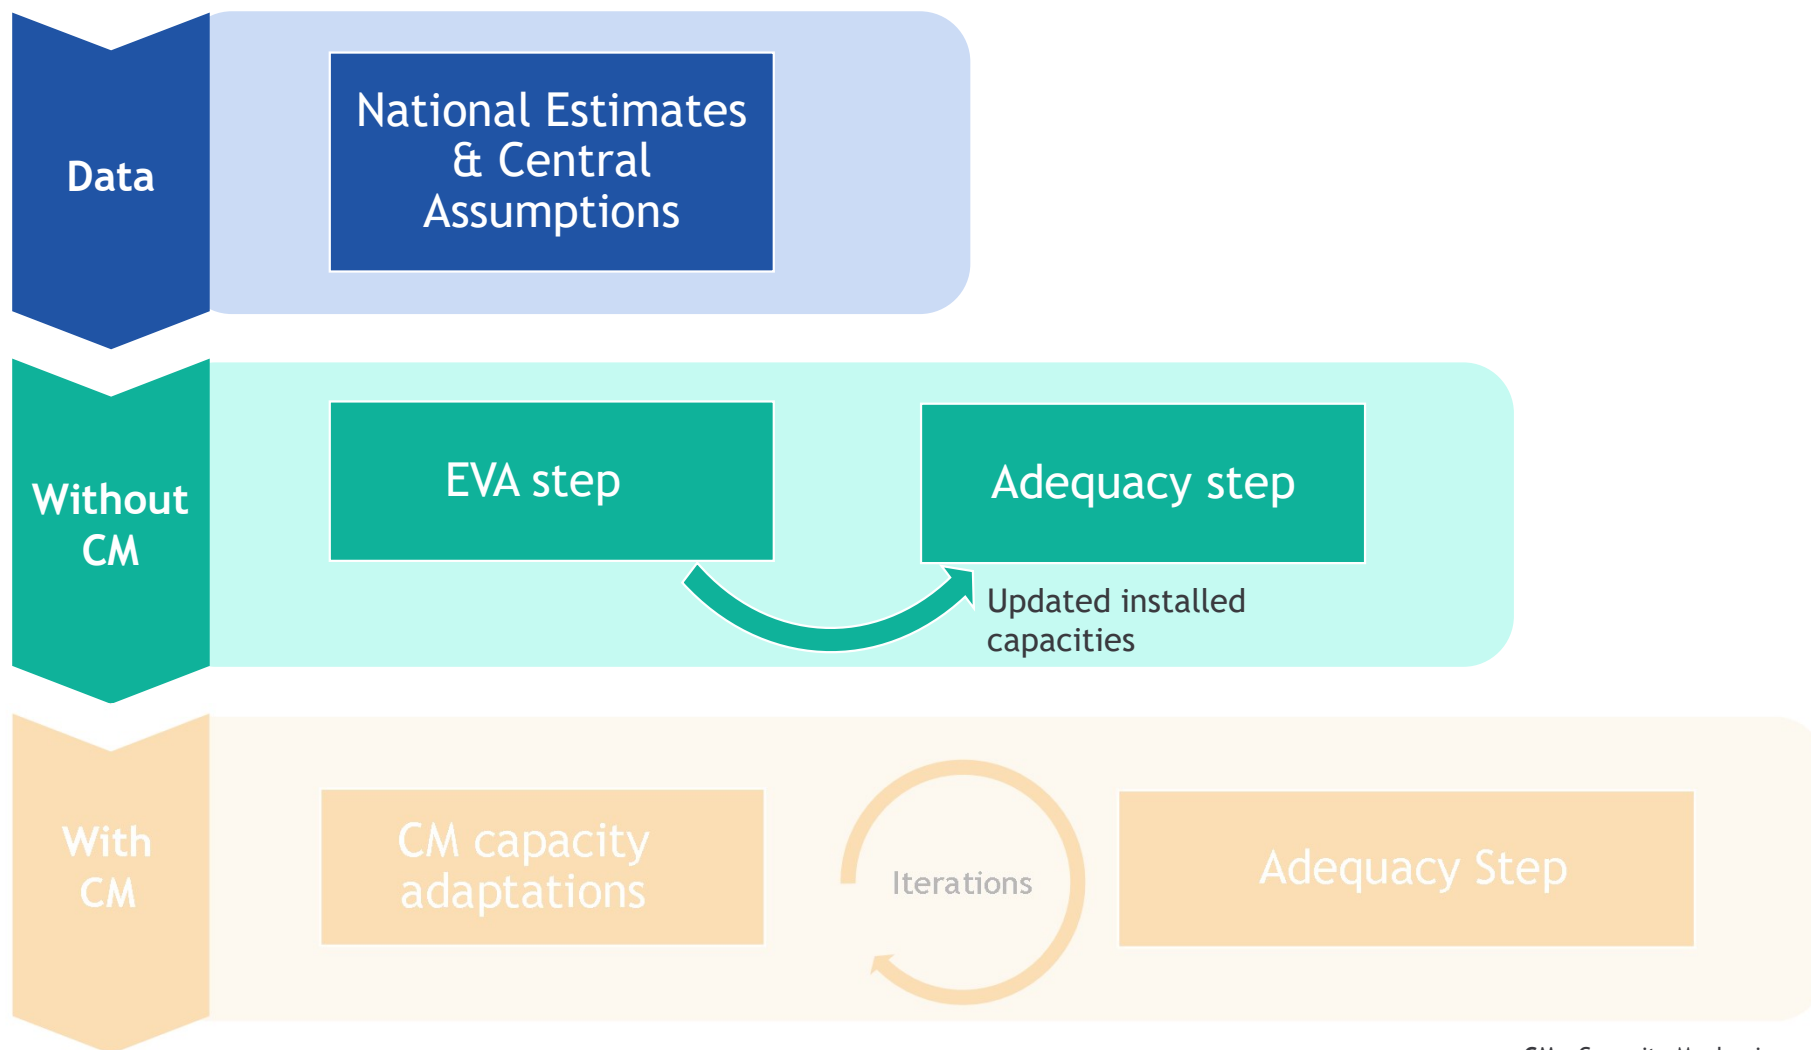 Data
National Estimates
& Central
Assumptions
Without
CM
EVA step
Adequacy step
Updated installed
capacities
With
CM
CM capacity
adaptations
Iterations
Adequacy Step